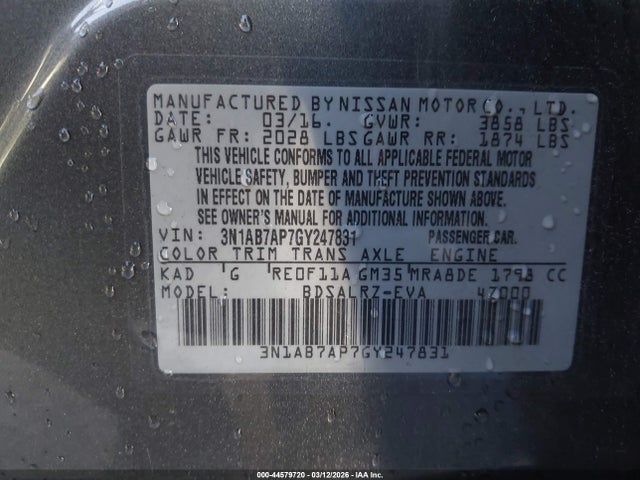 MANUFACTURED BY NISSAN MOTOR CO., LTD.
DATE: 03/16. GVWR: 3858 LBS
GAWR FR: 2028 LBS GAWR RR: 1874 LBS
THIS VEHICLE CONFORMS TO ALL APPLICABLE FEDERAL MOTOR
VEHICLE SAFETY, BUMPER AND THEFT PREVENTION STANDARDS
IN EFFECT ON THE DATE OF MANUFACTURE SHOWN ABOVE.
SEE OWNER'S MANUAL FOR ADDITIONAL INFORMATION.
VIN: 3N1AB7AP7GY247831 PASSENGER CAR.
COLOR TRIM TRANS AXLE ENGINE
KAD G RE0F11A GM35 MRA8DE 1798 CC
MODEL: BDSALRZ-EVA 4Z000
3N1AB7AP7GY247831
000-44579720 - 03/12/2026 - IAA Inc.